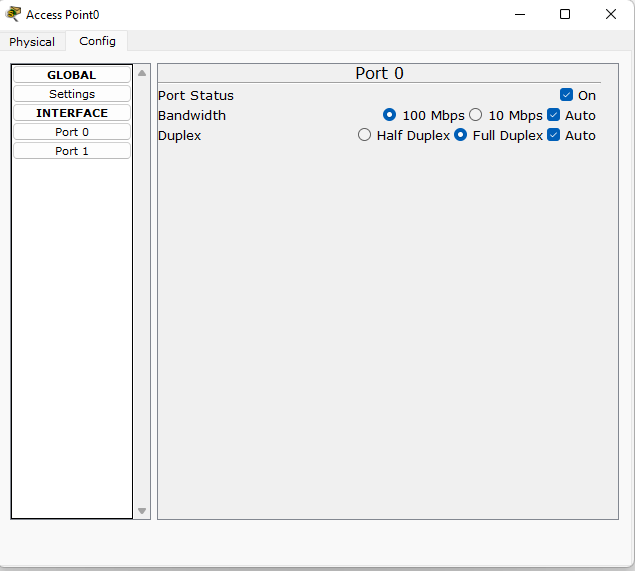 Access Point0
Physical Config
GLOBAL
Settings
INTERFACE
Port 0
Port 1
Port 0
Port Status On
Bandwidth 100 Mbps 10 Mbps Auto
Duplex Half Duplex Full Duplex Auto